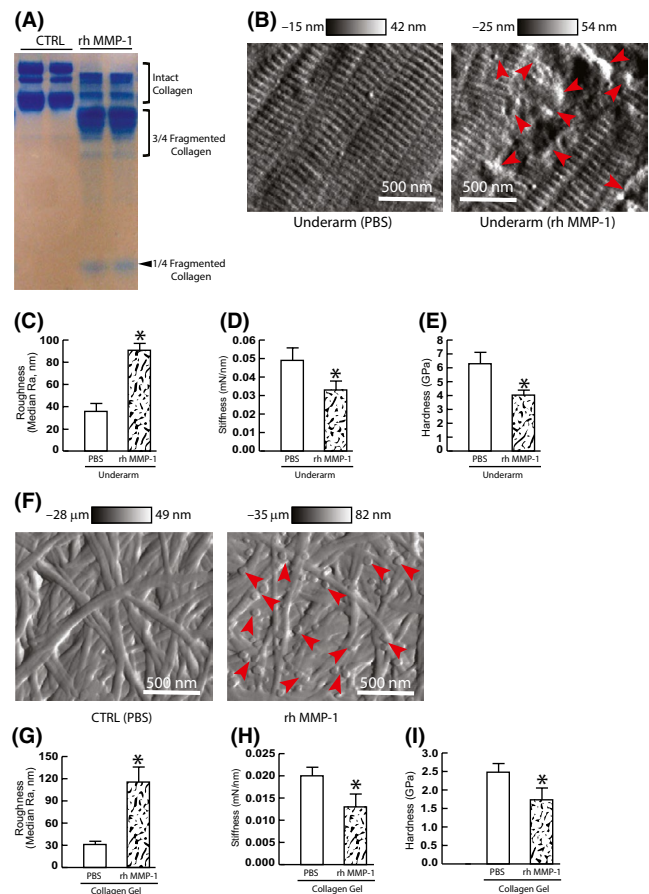 (A)
CTRL rh MMP-1
Intact
Collagen
3/4 Fragmented
Collagen
1/4 Fragmented
Collagen
(B)
–15 nm 42 nm
–25 nm 54 nm
500 nm
500 nm
Underarm (PBS)
Underarm (rh MMP-1)
(C)
Roughness
(Median Ra, nm)
100
80
60
40
20
0
*
PBS rh MMP-1
Underarm
(D)
Stiffness (mN/nm)
0.06
0.05
0.04
0.03
0.02
0.01
0.00
*
PBS rh MMP-1
Underarm
(E)
Hardness (GPa)
8
7
6
5
4
3
2
1
0
*
PBS rh MMP-1
Underarm
(F)
–28 µm 49 nm
–35 µm 82 nm
500 nm
500 nm
CTRL (PBS)
rh MMP-1
(G)
Roughness
(Median Ra, nm)
150
120
90
60
30
0
*
PBS rh MMP-1
Collagen Gel
(H)
Stiffness (mN/nm)
0.025
0.020
0.015
0.010
0.005
0.000
*
PBS rh MMP-1
Collagen Gel
(I)
Hardness (GPa)
3.0
2.5
2.0
1.5
1.0
0.5
0.0
*
PBS rh MMP-1
Collagen Gel